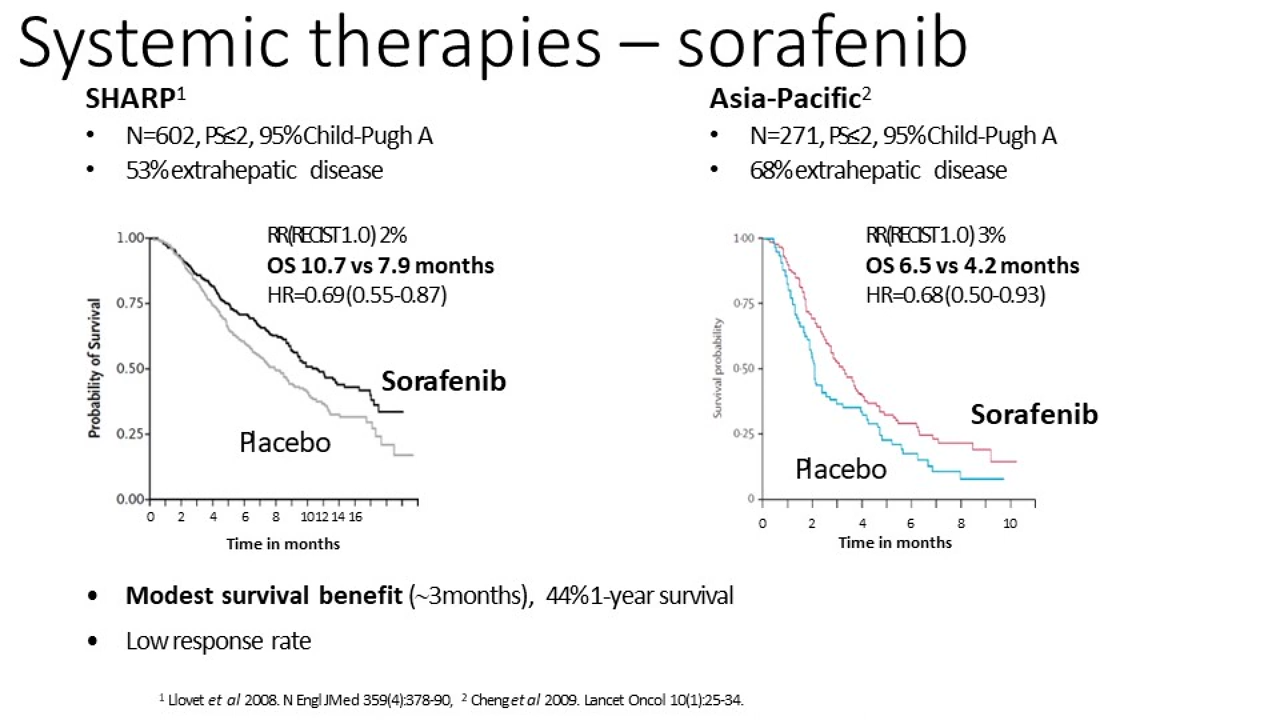 Systemic therapies – sorafenib
SHARP1
• N=602, PS≤2, 95%Child-Pugh A
• 53%extrahepatic disease
RR(RECIST1.0) 2%
OS 10.7 vs 7.9 months
HR=0.69(0.55-0.87)
Probability of Survival
1.00
0.75
0.50
0.25
0.00
Sorafenib
Placebo
0 2 4 6 8 10 12 14 16
Time in months
Asia-Pacific2
• N=271, PS≤2, 95%Child-Pugh A
• 68%extrahepatic disease
RR(RECIST1.0) 3%
OS 6.5 vs 4.2 months
HR=0.68(0.50-0.93)
Survival probability
1·00
0·75
0·50
0·25
0
Sorafenib
Placebo
0 2 4 6 8 10
Time in months
• Modest survival benefit (~3months), 44%1-year survival
• Low response rate
1 Llovet et al 2008. N Engl JMed 359(4):378-90, 2 Cheng et al 2009. Lancet Oncol 10(1):25-34.